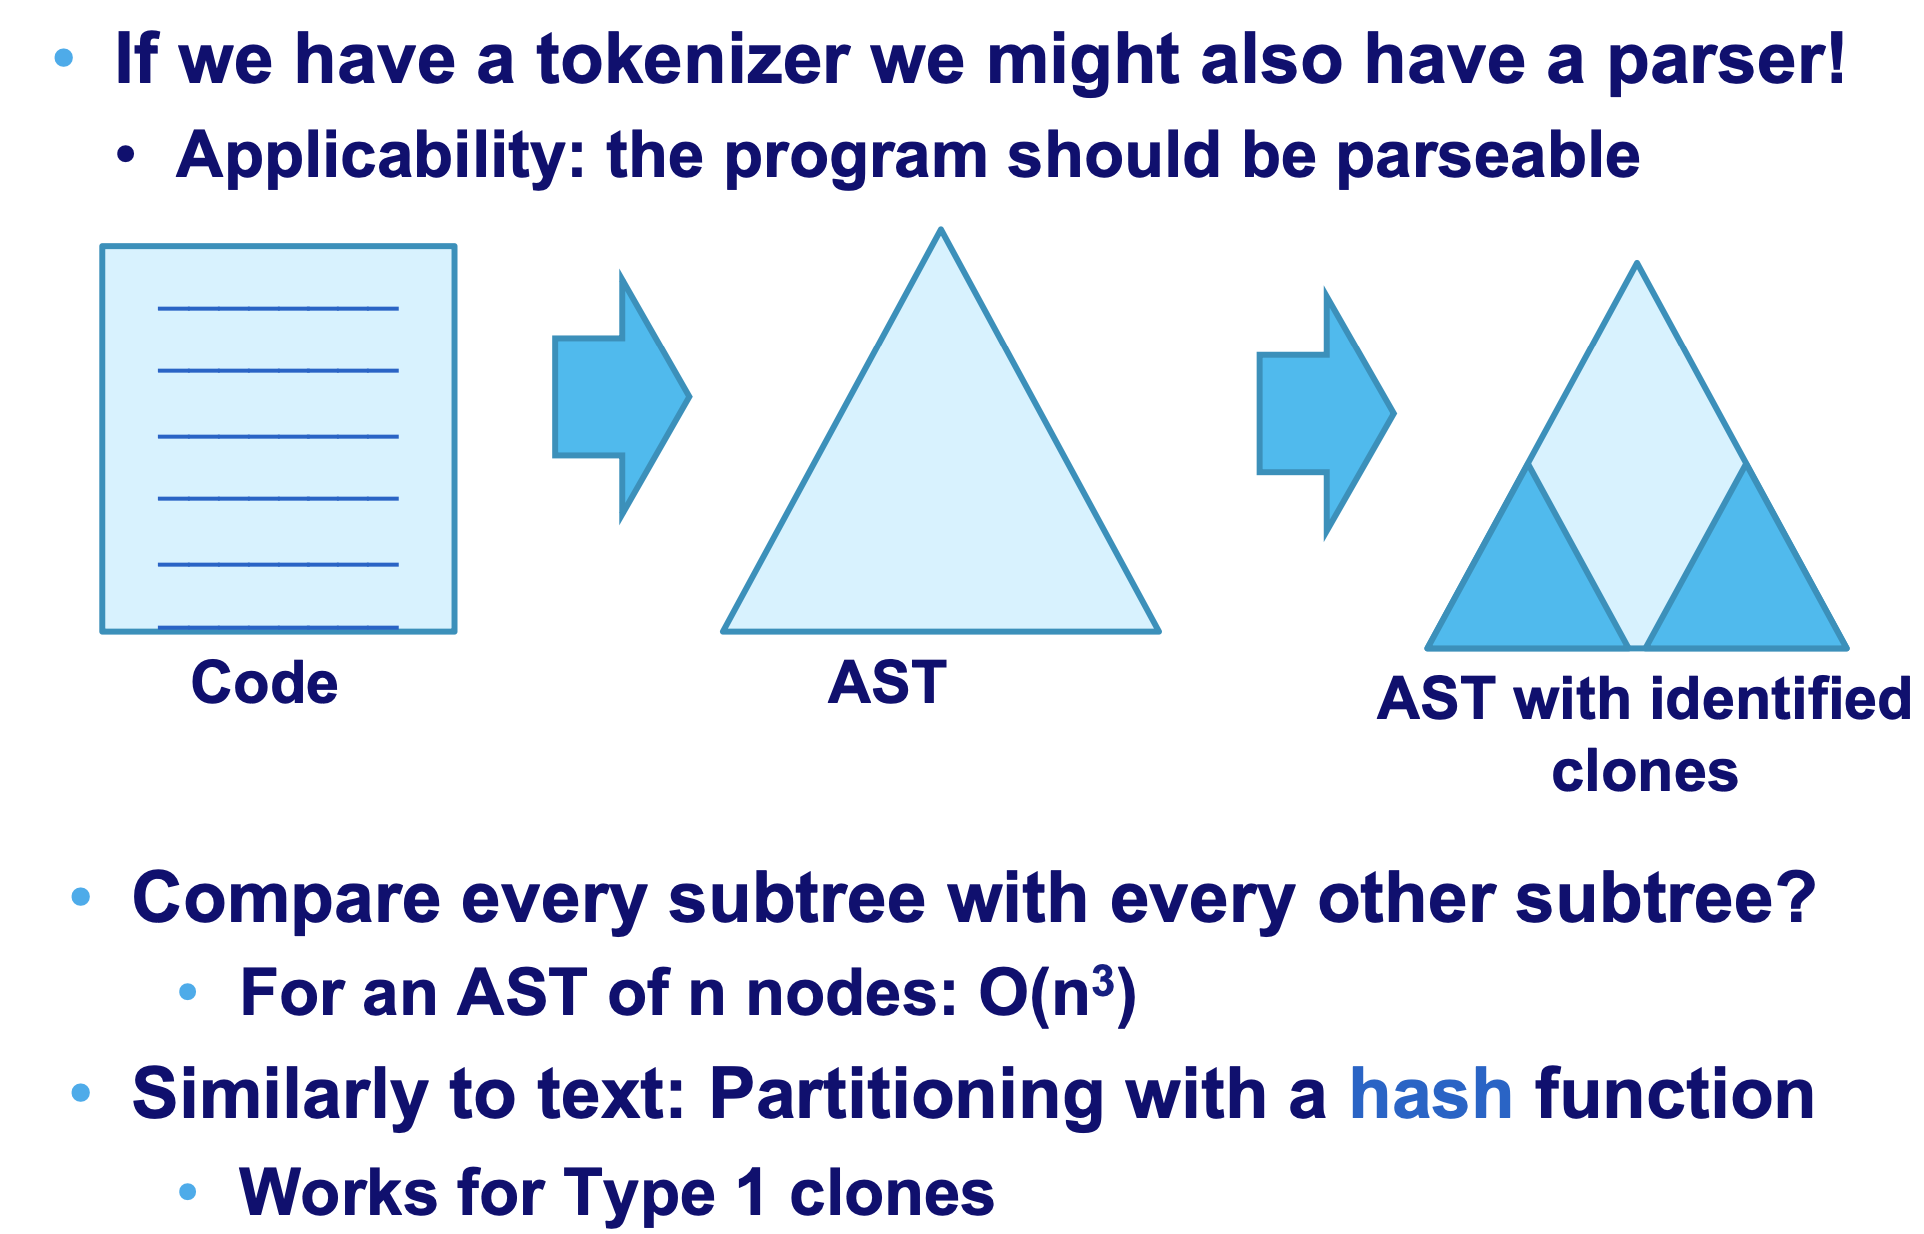 • If we have a tokenizer we might also have a parser!
• Applicability: the program should be parseable
Code
AST
AST with identified
clones
• Compare every subtree with every other subtree?
• For an AST of n nodes: O(n³)
• Similarly to text: Partitioning with a hash function
• Works for Type 1 clones